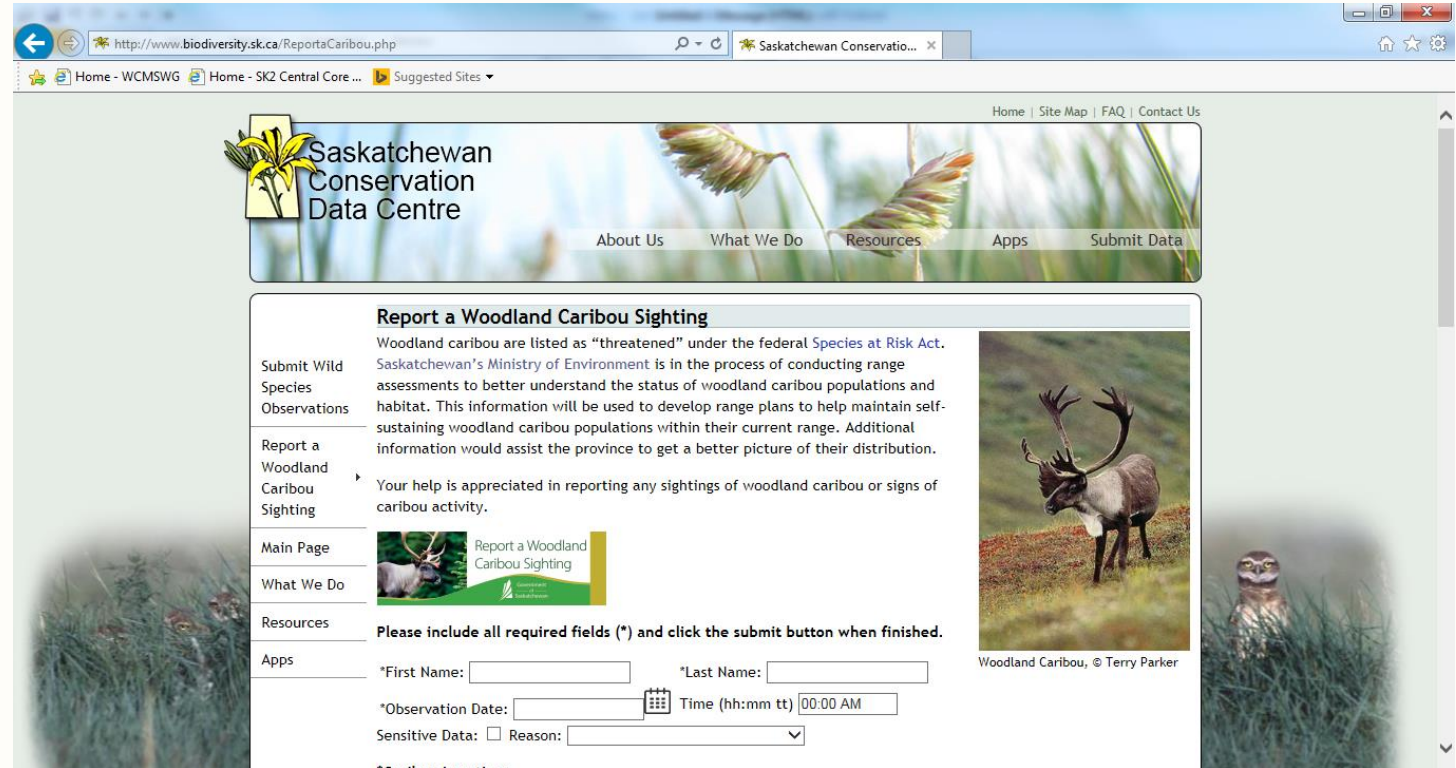 http://www.biodiversity.sk.ca/ReportaCaribou.php
Saskatchewan Conservatio...
Home - WCMSWG
Home - SK2 Central Core ...
Suggested Sites
Home | Site Map | FAQ | Contact Us
Saskatchewan
Conservation
Data Centre
About Us What We Do Resources Apps Submit Data
Submit Wild
Species
Observations
Report a
Woodland
Caribou
Sighting
Main Page
What We Do
Resources
Apps
Report a Woodland Caribou Sighting
Woodland caribou are listed as “threatened” under the federal Species at Risk Act.
Saskatchewan’s Ministry of Environment is in the process of conducting range
assessments to better understand the status of woodland caribou populations and
habitat. This information will be used to develop range plans to help maintain self-
sustaining woodland caribou populations within their current range. Additional
information would assist the province to get a better picture of their distribution.
Your help is appreciated in reporting any sightings of woodland caribou or signs of
caribou activity.
Report a Woodland
Caribou Sighting
Government
of
Saskatchewan
Please include all required fields (*) and click the submit button when finished.
*First Name: *Last Name:
*Observation Date: Time (hh:mm tt) 00:00 AM
Sensitive Data: Reason:
Woodland Caribou, © Terry Parker